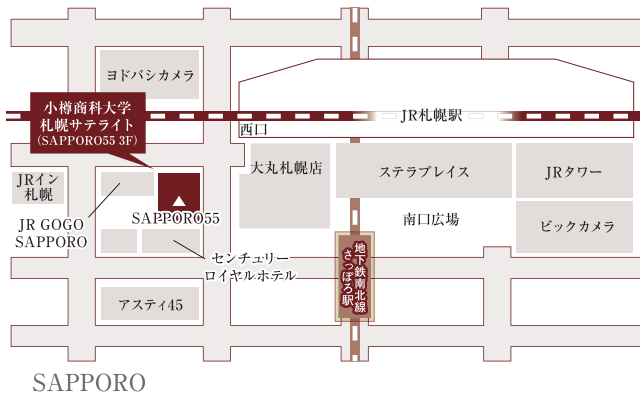 ヨドバシカメラ
小樽商科大学
札幌サテライト
(SAPPORO55 3F)
JR札幌駅
西口
大丸札幌店
ステラプレイス
JRタワー
JRイン
札幌
SAPPORO55
JR GOGO
SAPPORO
南口広場
ビックカメラ
センチュリー
ロイヤルホテル
地下鉄南北線
さっぽろ駅
アスティ45
SAPPORO